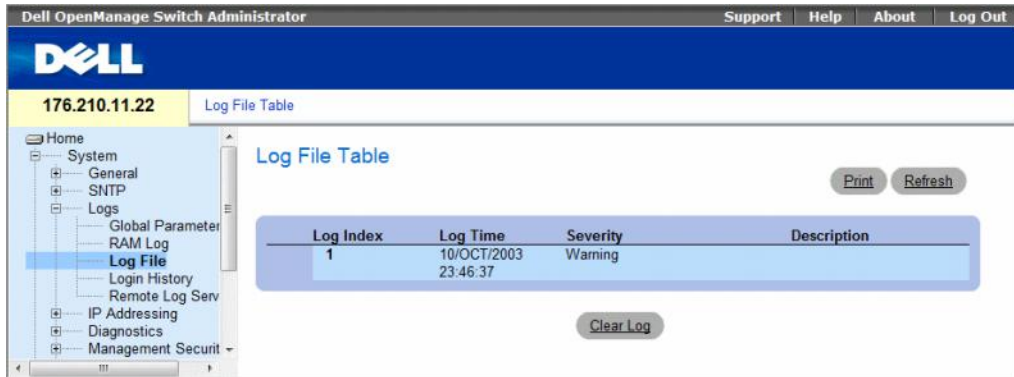 Dell OpenManage Switch Administrator
Support Help About Log Out
DELL
176.210.11.22
Log File Table
Home
System
General
SNTP
Logs
Global Parameter
RAM Log
Log File
Login History
Remote Log Serv
IP Addressing
Diagnostics
Management Securit
Log File Table
Print Refresh
Log Index Log Time Severity Description
1 10/OCT/2003 Warning
23:46:37
Clear Log